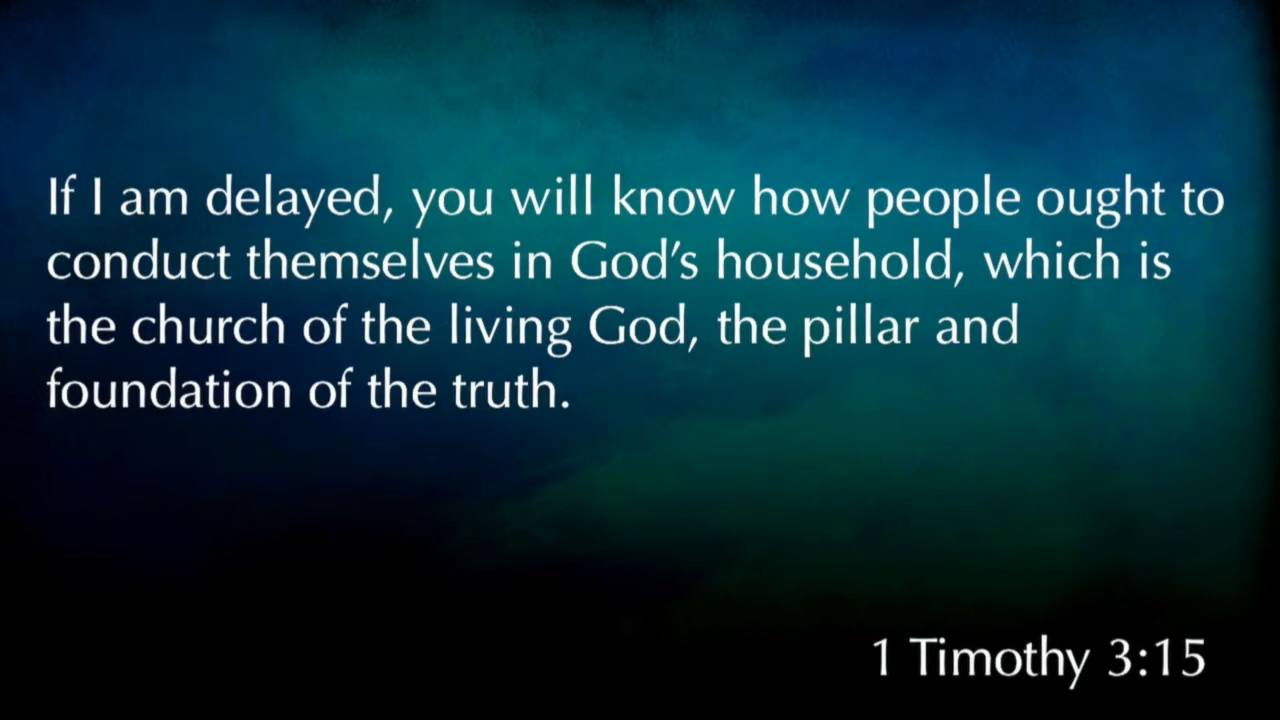 If I am delayed, you will know how people ought to
conduct themselves in God’s household, which is
the church of the living God, the pillar and
foundation of the truth.
1 Timothy 3:15